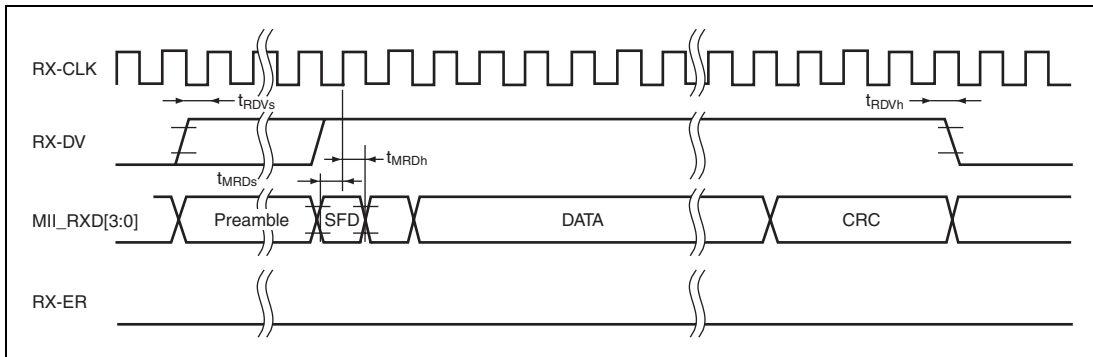 RX-CLK
tRDVs
tRDVh
RX-DV
tMRDh
tMRDs
MII_RXD[3:0]
Preamble
SFD
DATA
CRC
RX-ER